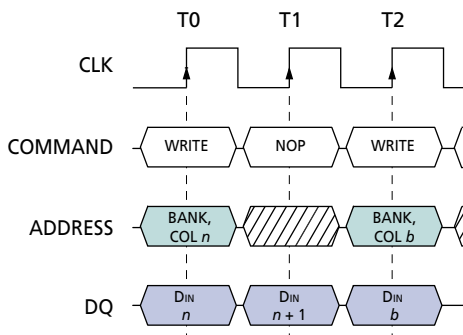 T0 T1 T2
CLK
COMMAND WRITE NOP WRITE
ADDRESS BANK, COL n BANK, COL b
DQ DIN n DIN n + 1 DIN b